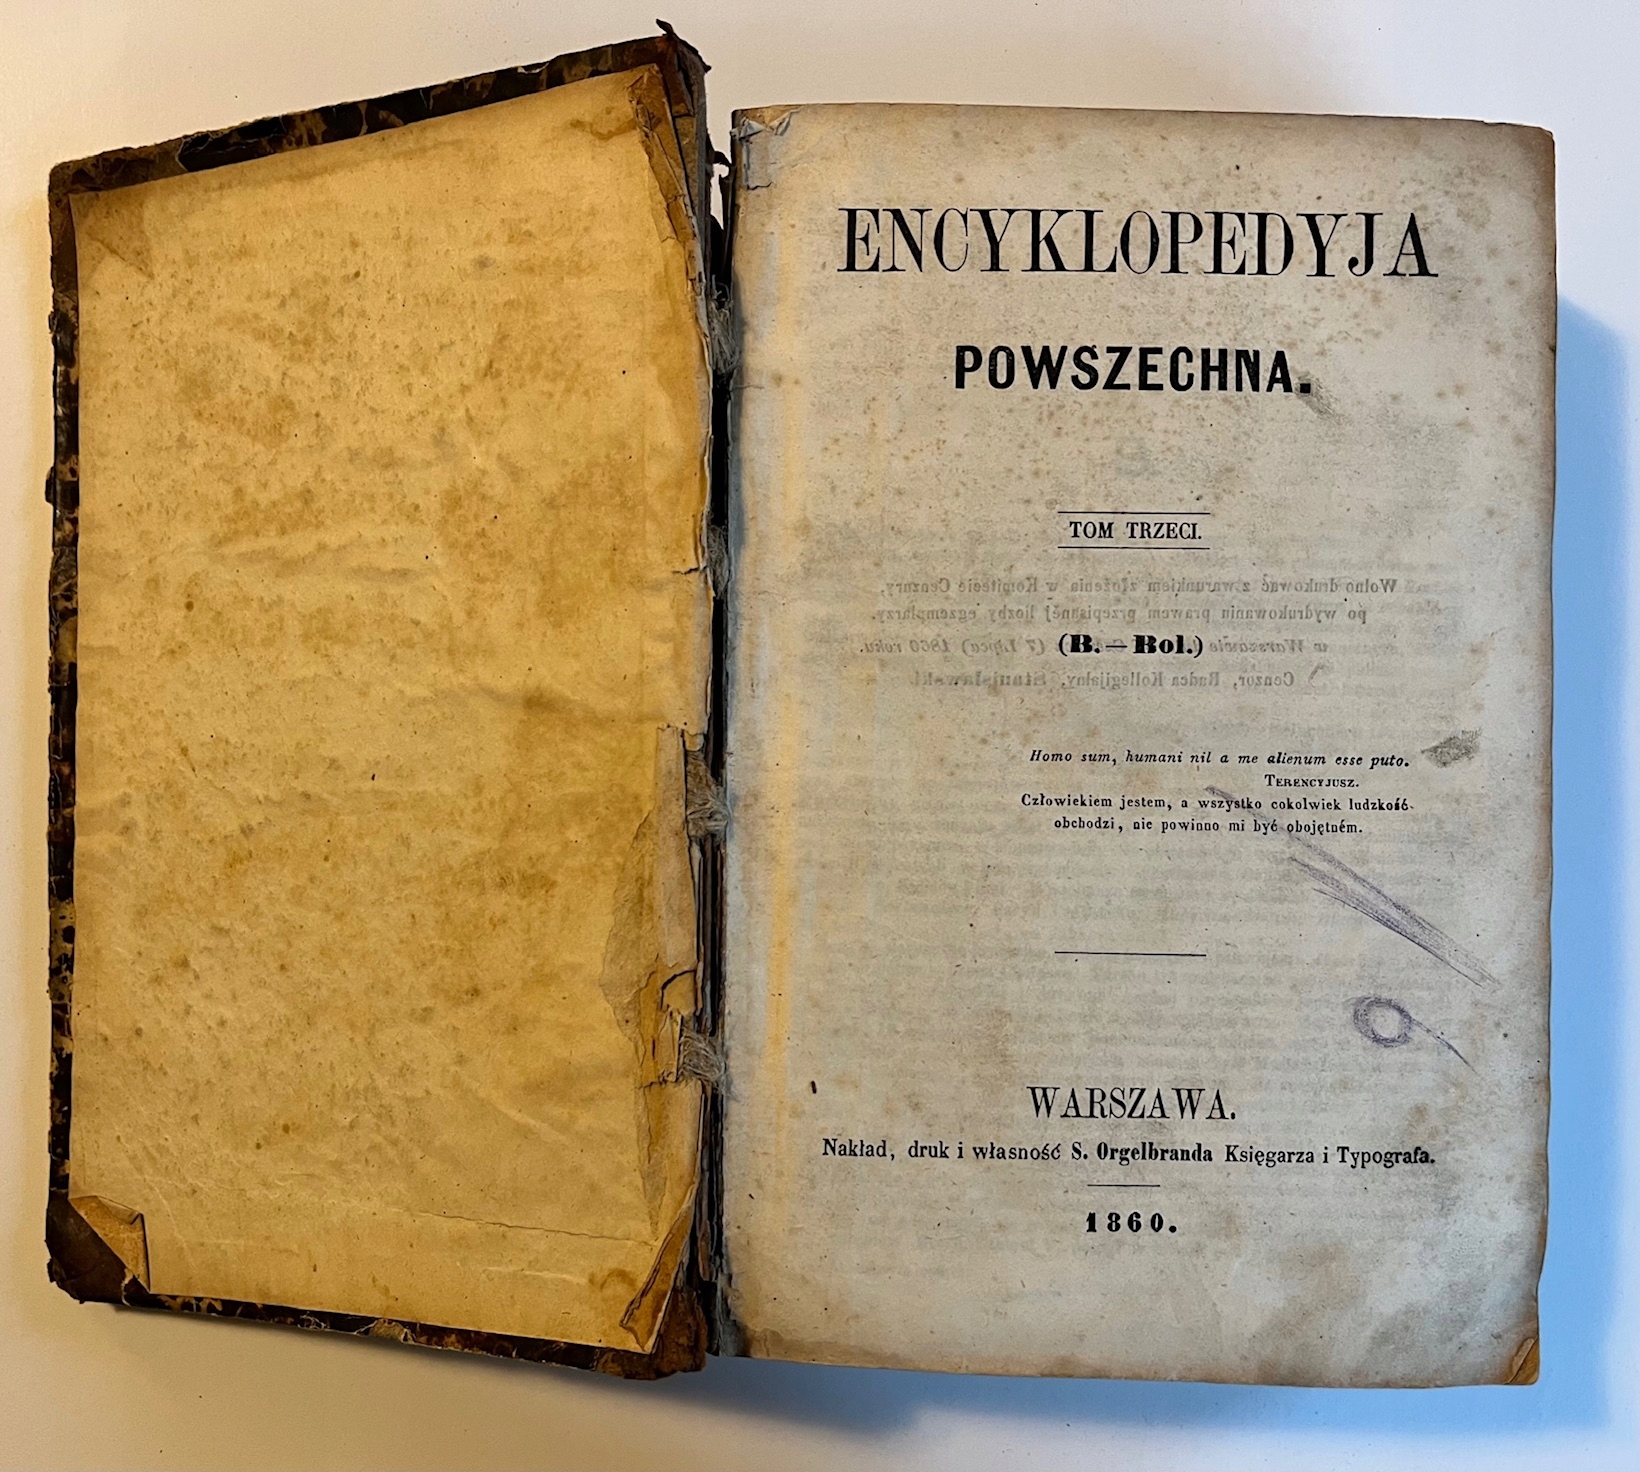 ENCYKLOPEDYJA
POWSZECHNA.
TOM TRZECI.
Wolno drukować z warunkiem złożenia w Komitecie Cenzury,
po wydrukowaniu prawem przepisanéj liczby egzemplarzy.
w Warszawie (7 Lipca) 1860 roku.
(B.—Bol.)
Cenzor, Radca Kollegijalny, Stanisławski.
Homo sum, humani nil a me alienum esse puto.
TERENCYJUSZ.
Człowiekiem jestem, a wszystko cokolwiek ludzkość
obchodzi, nie powinno mi być obojętném.
WARSZAWA.
Nakład, druk i własność S. Orgelbranda Księgarza i Typografa.
1860.